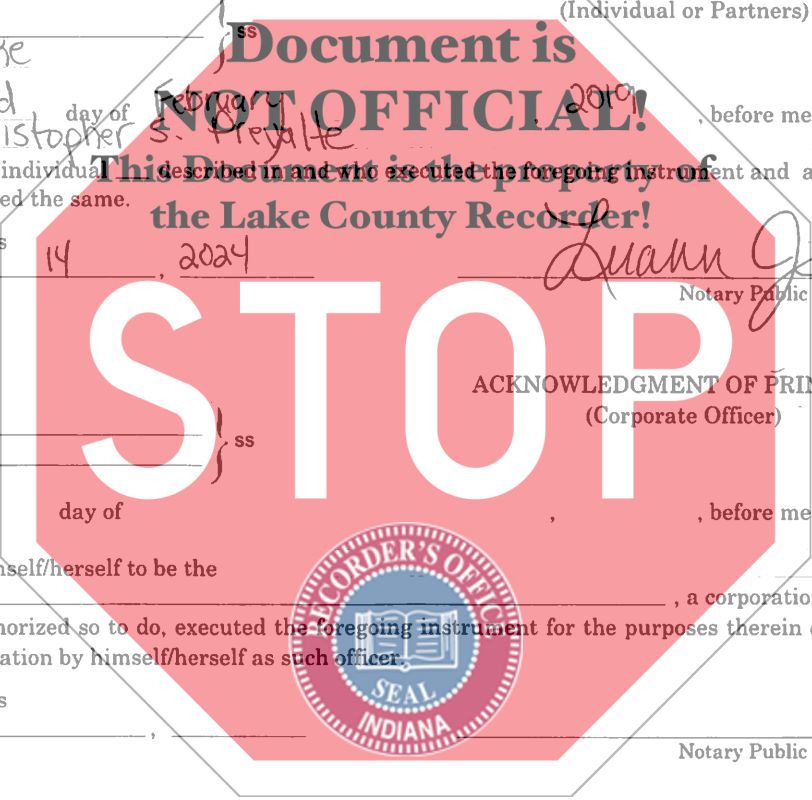 (Individual or Partners)
ss
Document is
day of February, 2019, before me
istopher S.
NOT OFFICIAL!
individual described in and who executed the foregoing instrument and a
This Document is the property of
ed the same.
the Lake County Recorder!
s
14, 2024
Luann
Notary Public
STOP
ACKNOWLEDGMENT OF PRIN
(Corporate Officer)
ss
day of , , before me
nself/herself to be the
, a corporatio
horized so to do, executed the foregoing instrument for the purposes therein
ation by himself/herself as such officer.
s
,
RECORDER'S OFFICE
SEAL
INDIANA
Notary Public